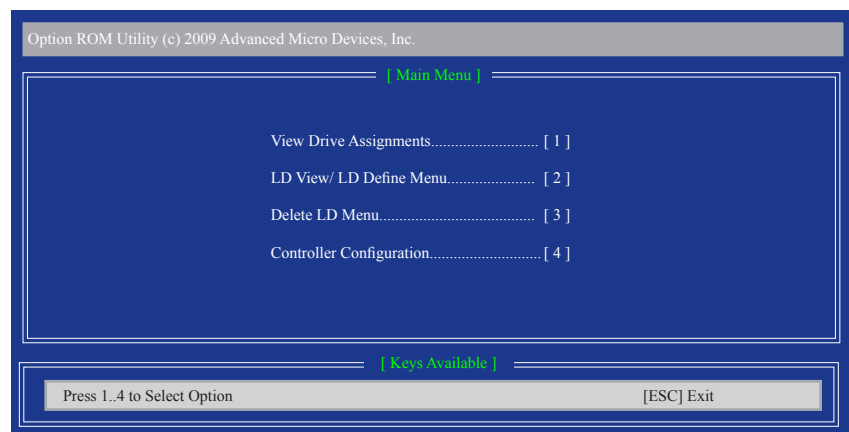 Option ROM Utility (c) 2009 Advanced Micro Devices, Inc.
[ Main Menu ]
View Drive Assignments........................... [ 1 ]
LD View/ LD Define Menu...................... [ 2 ]
Delete LD Menu....................................... [ 3 ]
Controller Configuration............................[ 4 ]
[ Keys Available ]
Press 1..4 to Select Option [ESC] Exit